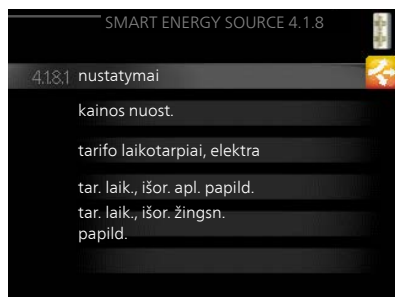 SMART ENERGY SOURCE 4.1.8
4.1.8.1 nustatymai
kainos nuost.
tarifo laikotarpiai, elektra
tar. laik., išor. apl. papild.
tar. laik., išor. žingsn.
papild.